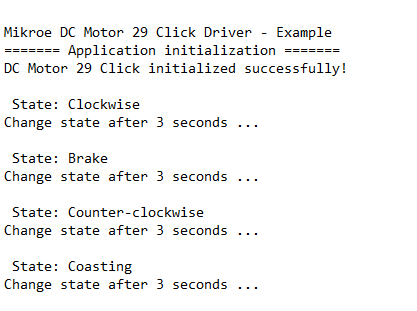 Mikroe DC Motor 29 Click Driver - Example
======= Application initialization =======
DC Motor 29 Click initialized successfully!
State: Clockwise
Change state after 3 seconds ...
State: Brake
Change state after 3 seconds ...
State: Counter-clockwise
Change state after 3 seconds ...
State: Coasting
Change state after 3 seconds ...